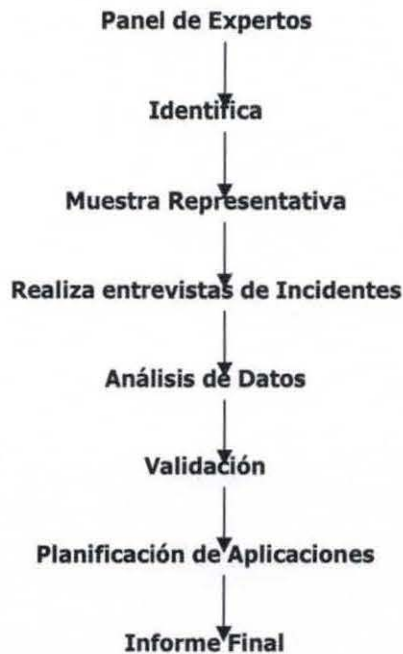 Panel de Expertos
Identifica
Muestra Representativa
Realiza entrevistas de Incidentes
Análisis de Datos
Validación
Planificación de Aplicaciones
Informe Final